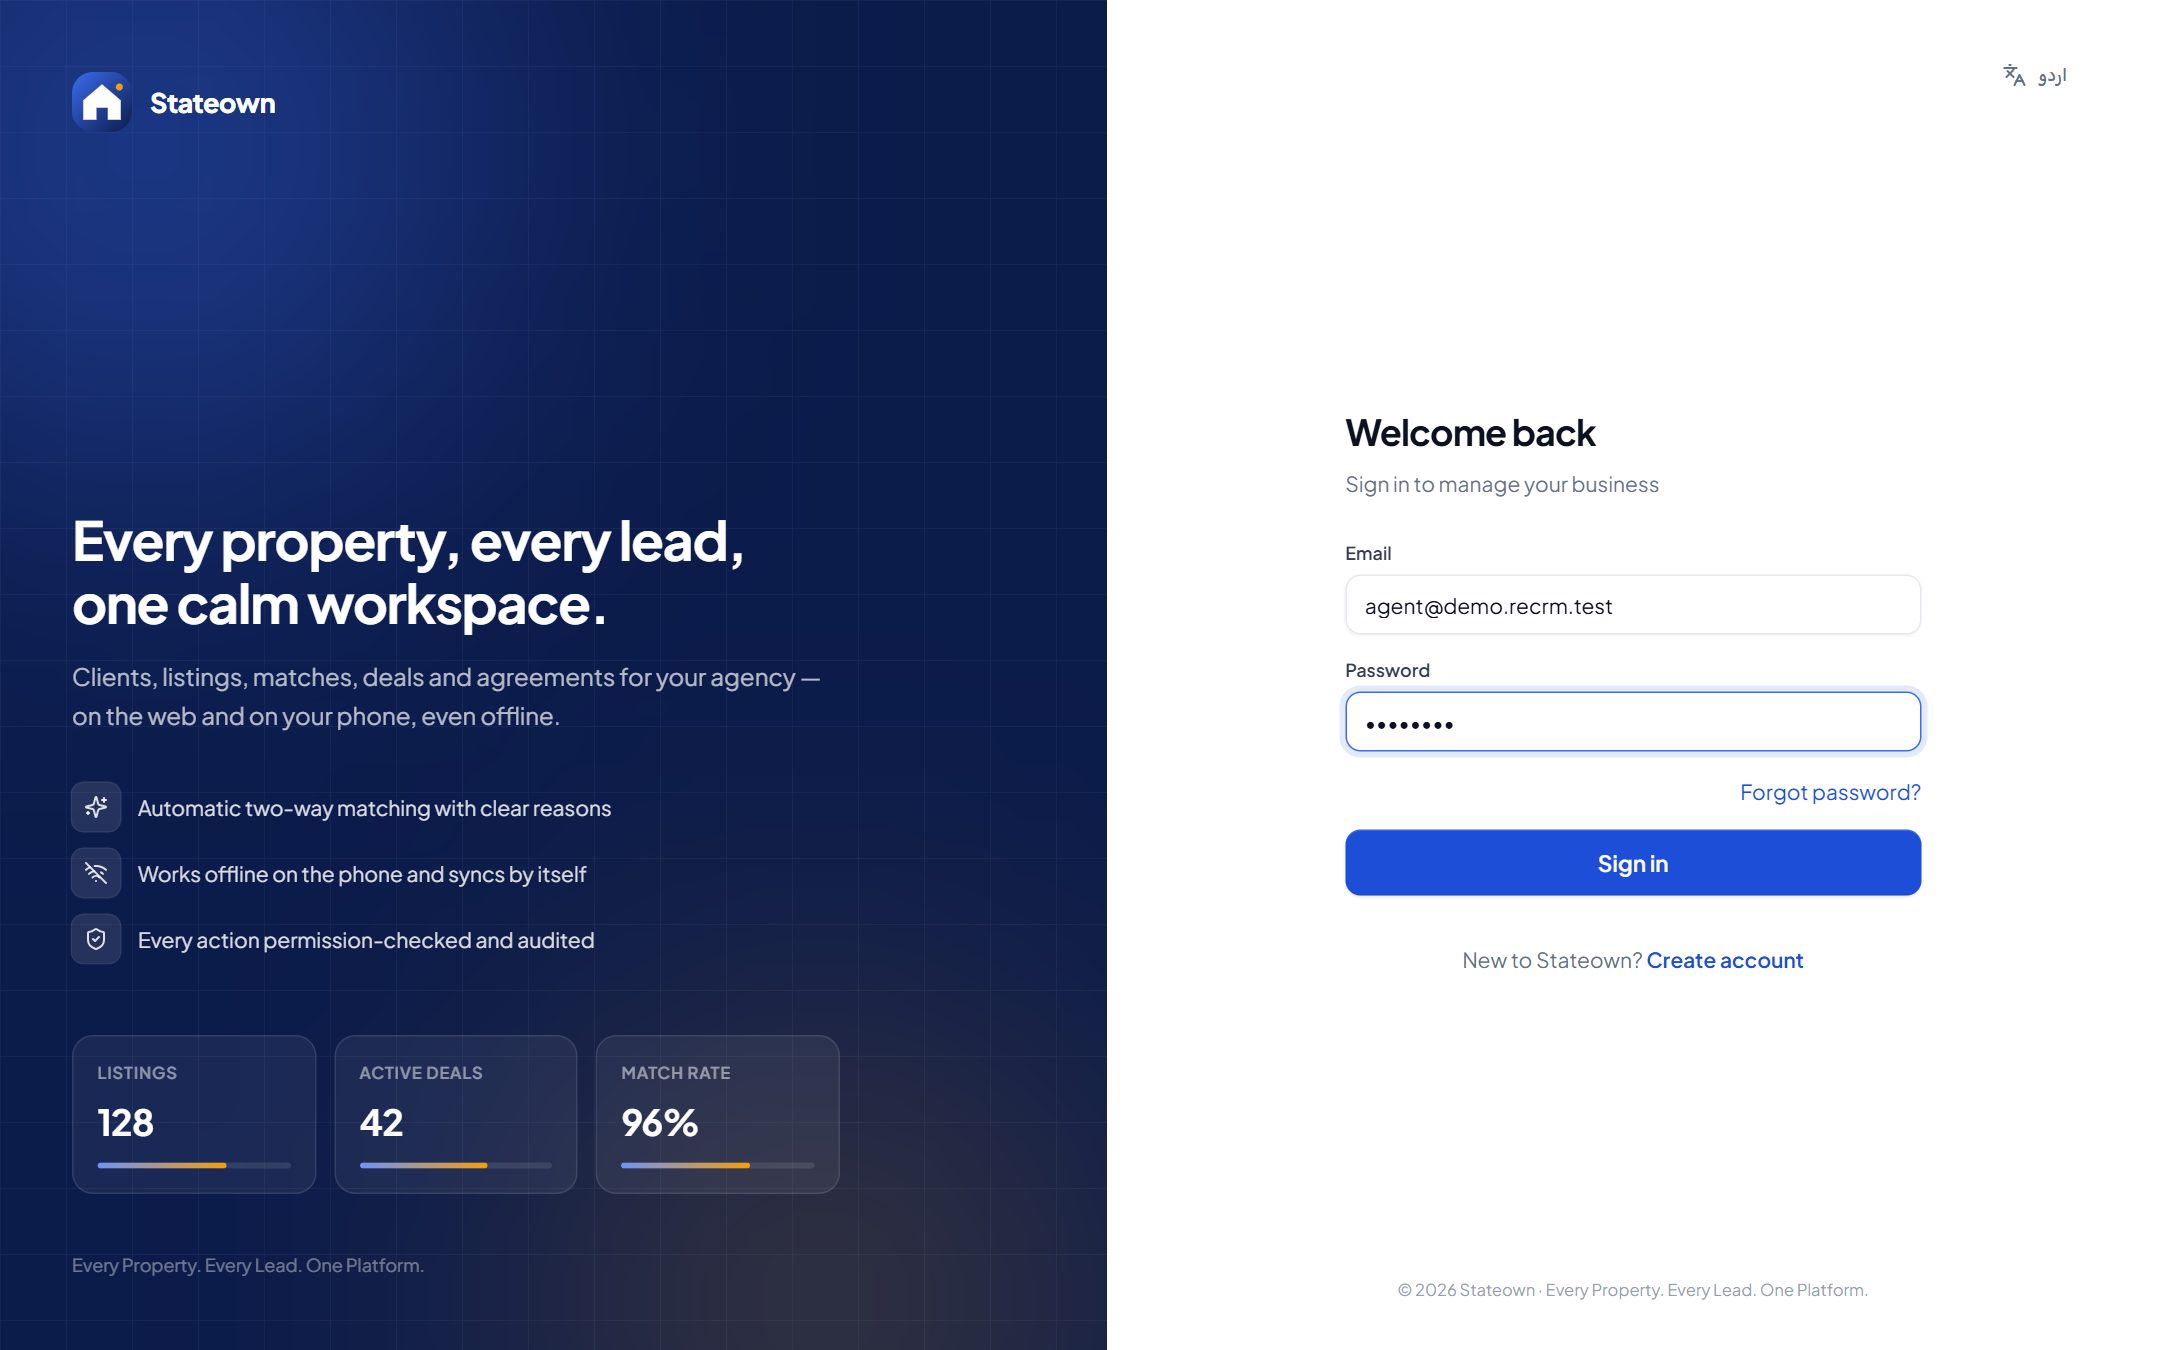 Stateown
Every property, every lead,
one calm workspace.
Clients, listings, matches, deals and agreements for your agency —
on the web and on your phone, even offline.
Automatic two-way matching with clear reasons
Works offline on the phone and syncs by itself
Every action permission-checked and audited
LISTINGS
128
ACTIVE DEALS
42
MATCH RATE
96%
Every Property. Every Lead. One Platform.
اردو
Welcome back
Sign in to manage your business
Email
agent@demo.recrm.test
Password
••••••••
Forgot password?
Sign in
New to Stateown? Create account
© 2026 Stateown · Every Property. Every Lead. One Platform.